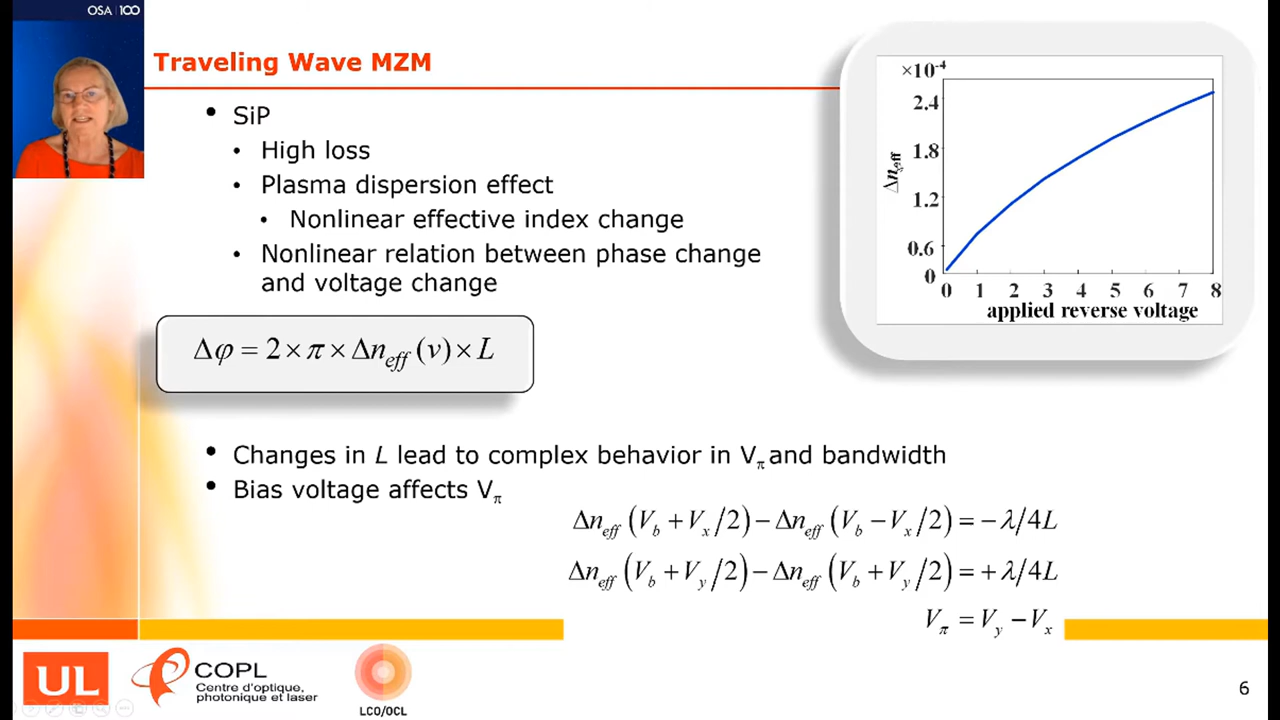 OSA | 100
Traveling Wave MZM
• SiP
• High loss
• Plasma dispersion effect
• Nonlinear effective index change
• Nonlinear relation between phase change
and voltage change
Δφ = 2 × π × Δn_eff (v) × L
×10⁻⁴
2.4
1.8
1.2
0.6
0
Δn_eff
0 1 2 3 4 5 6 7 8
applied reverse voltage
• Changes in L lead to complex behavior in Vπ and bandwidth
• Bias voltage affects Vπ
Δn_eff (V_b + V_x/2) − Δn_eff (V_b − V_x/2) = − λ/4L
Δn_eff (V_b + V_y/2) − Δn_eff (V_b + V_y/2) = + λ/4L
V_π = V_y − V_x
UL
COPL
Centre d'optique,
photonique et laser
LCO/OCL
6